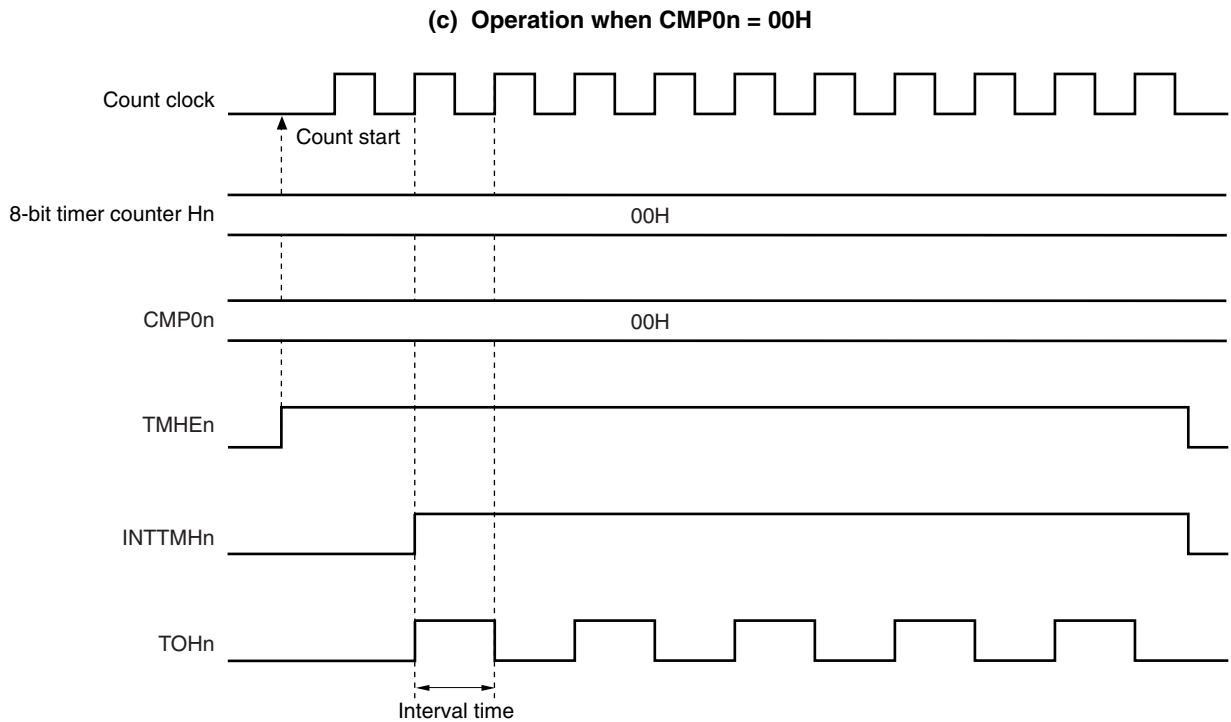 (c) Operation when CMP0n = 00H
Count clock
Count start
8-bit timer counter Hn
00H
CMP0n
00H
TMHEn
INTTMHn
TOHn
Interval time